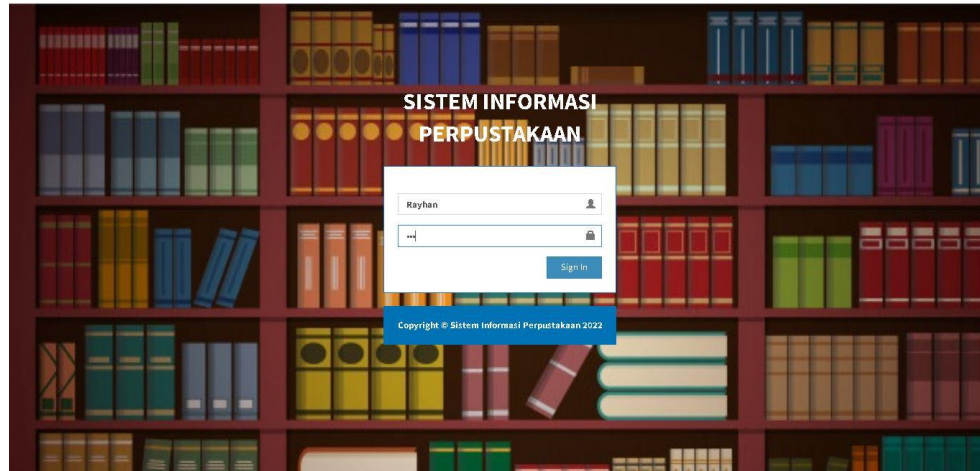 SISTEM INFORMASI
PERPUSTAKAAN
Rayhan
•••
Sign In
Copyright © Sistem Informasi Perpustakaan 2022